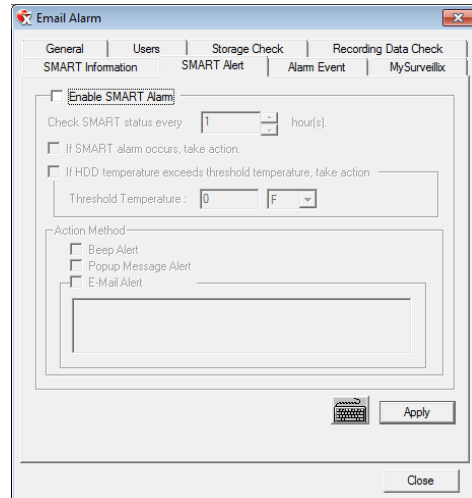 Email Alarm
General Users Storage Check Recording Data Check
SMART Information SMART Alert Alarm Event MySurveillix
Enable SMART Alarm
Check SMART status every 1 hour(s).
If SMART alarm occurs, take action.
If HDD temperature exceeds threshold temperature, take action
Threshold Temperature : 0 F
Action Method
Beep Alert
Popup Message Alert
E-Mail Alert
Apply
Close